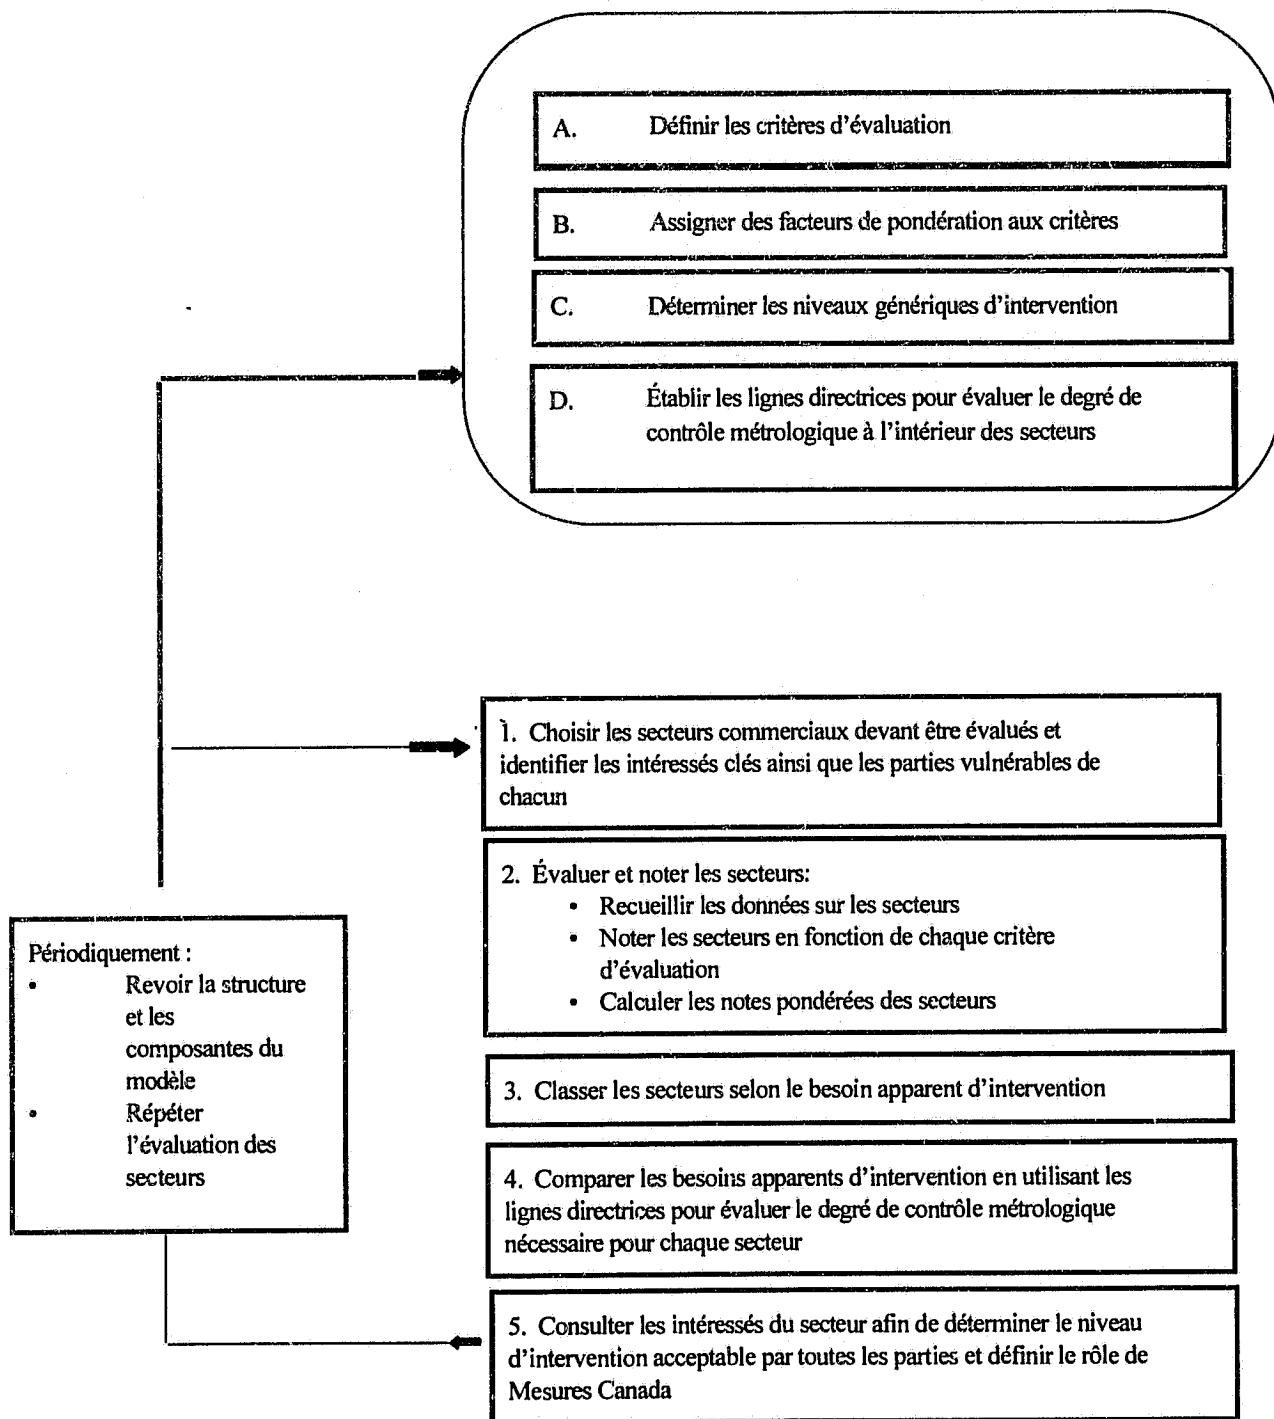 A. Définir les critères d'évaluation
B. Assigner des facteurs de pondération aux critères
C. Déterminer les niveaux génériques d'intervention
D. Établir les lignes directrices pour évaluer le degré de
contrôle métrologique à l'intérieur des secteurs
1. Choisir les secteurs commerciaux devant être évalués et
identifier les intéressés clés ainsi que les parties vulnérables de
chacun
2. Évaluer et noter les secteurs:
• Recueillir les données sur les secteurs
• Noter les secteurs en fonction de chaque critère
d'évaluation
• Calculer les notes pondérées des secteurs
Périodiquement :
• Revoir la structure
et les
composantes du
modèle
• Répéter
l'évaluation des
secteurs
3. Classer les secteurs selon le besoin apparent d'intervention
4. Comparer les besoins apparents d'intervention en utilisant les
lignes directrices pour évaluer le degré de contrôle métrologique
nécessaire pour chaque secteur
5. Consulter les intéressés du secteur afin de déterminer le niveau
d'intervention acceptable par toutes les parties et définir le rôle de
Mesures Canada